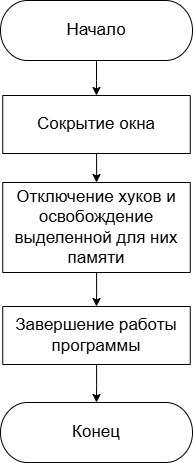 Начало
Сокрытие окна
Отключение хуков и
освобождение
выделенной для них
памяти
Завершение работы
программы
Конец